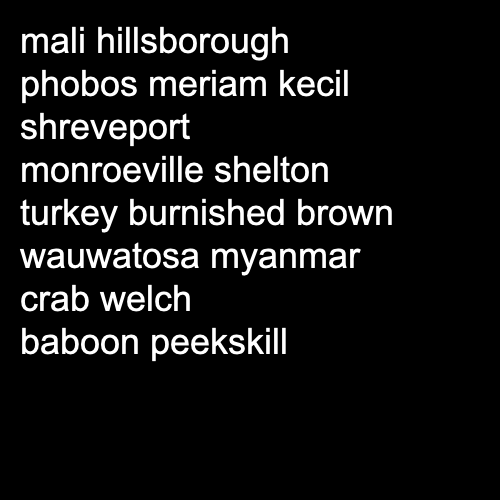 mali hillsborough
phobos meriam kecil
shreveport
monroeville shelton
turkey burnished brown
wauwatosa myanmar
crab welch
baboon peekskill